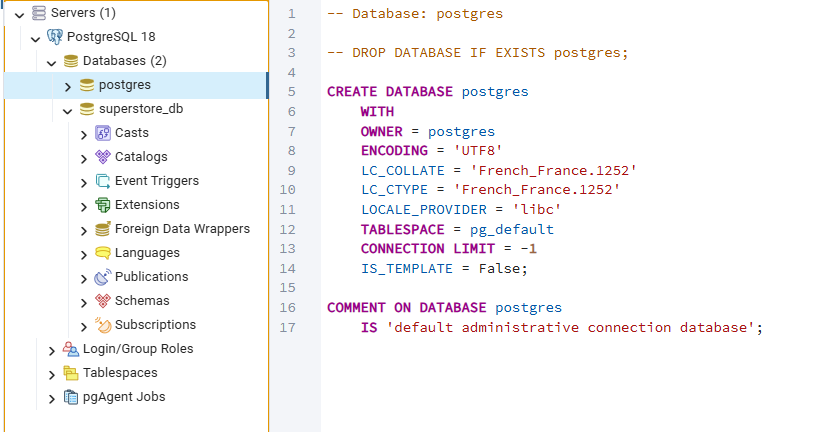 Servers (1)
PostgreSQL 18
Databases (2)
postgres
superstore_db
Casts
Catalogs
Event Triggers
Extensions
Foreign Data Wrappers
Languages
Publications
Schemas
Subscriptions
Login/Group Roles
Tablespaces
pgAgent Jobs
1 -- Database: postgres
2
3 -- DROP DATABASE IF EXISTS postgres;
4
5 CREATE DATABASE postgres
6     WITH
7     OWNER = postgres
8     ENCODING = 'UTF8'
9     LC_COLLATE = 'French_France.1252'
10     LC_CTYPE = 'French_France.1252'
11     LOCALE_PROVIDER = 'libc'
12     TABLESPACE = pg_default
13     CONNECTION LIMIT = -1
14     IS_TEMPLATE = False;
15
16 COMMENT ON DATABASE postgres
17     IS 'default administrative connection database';